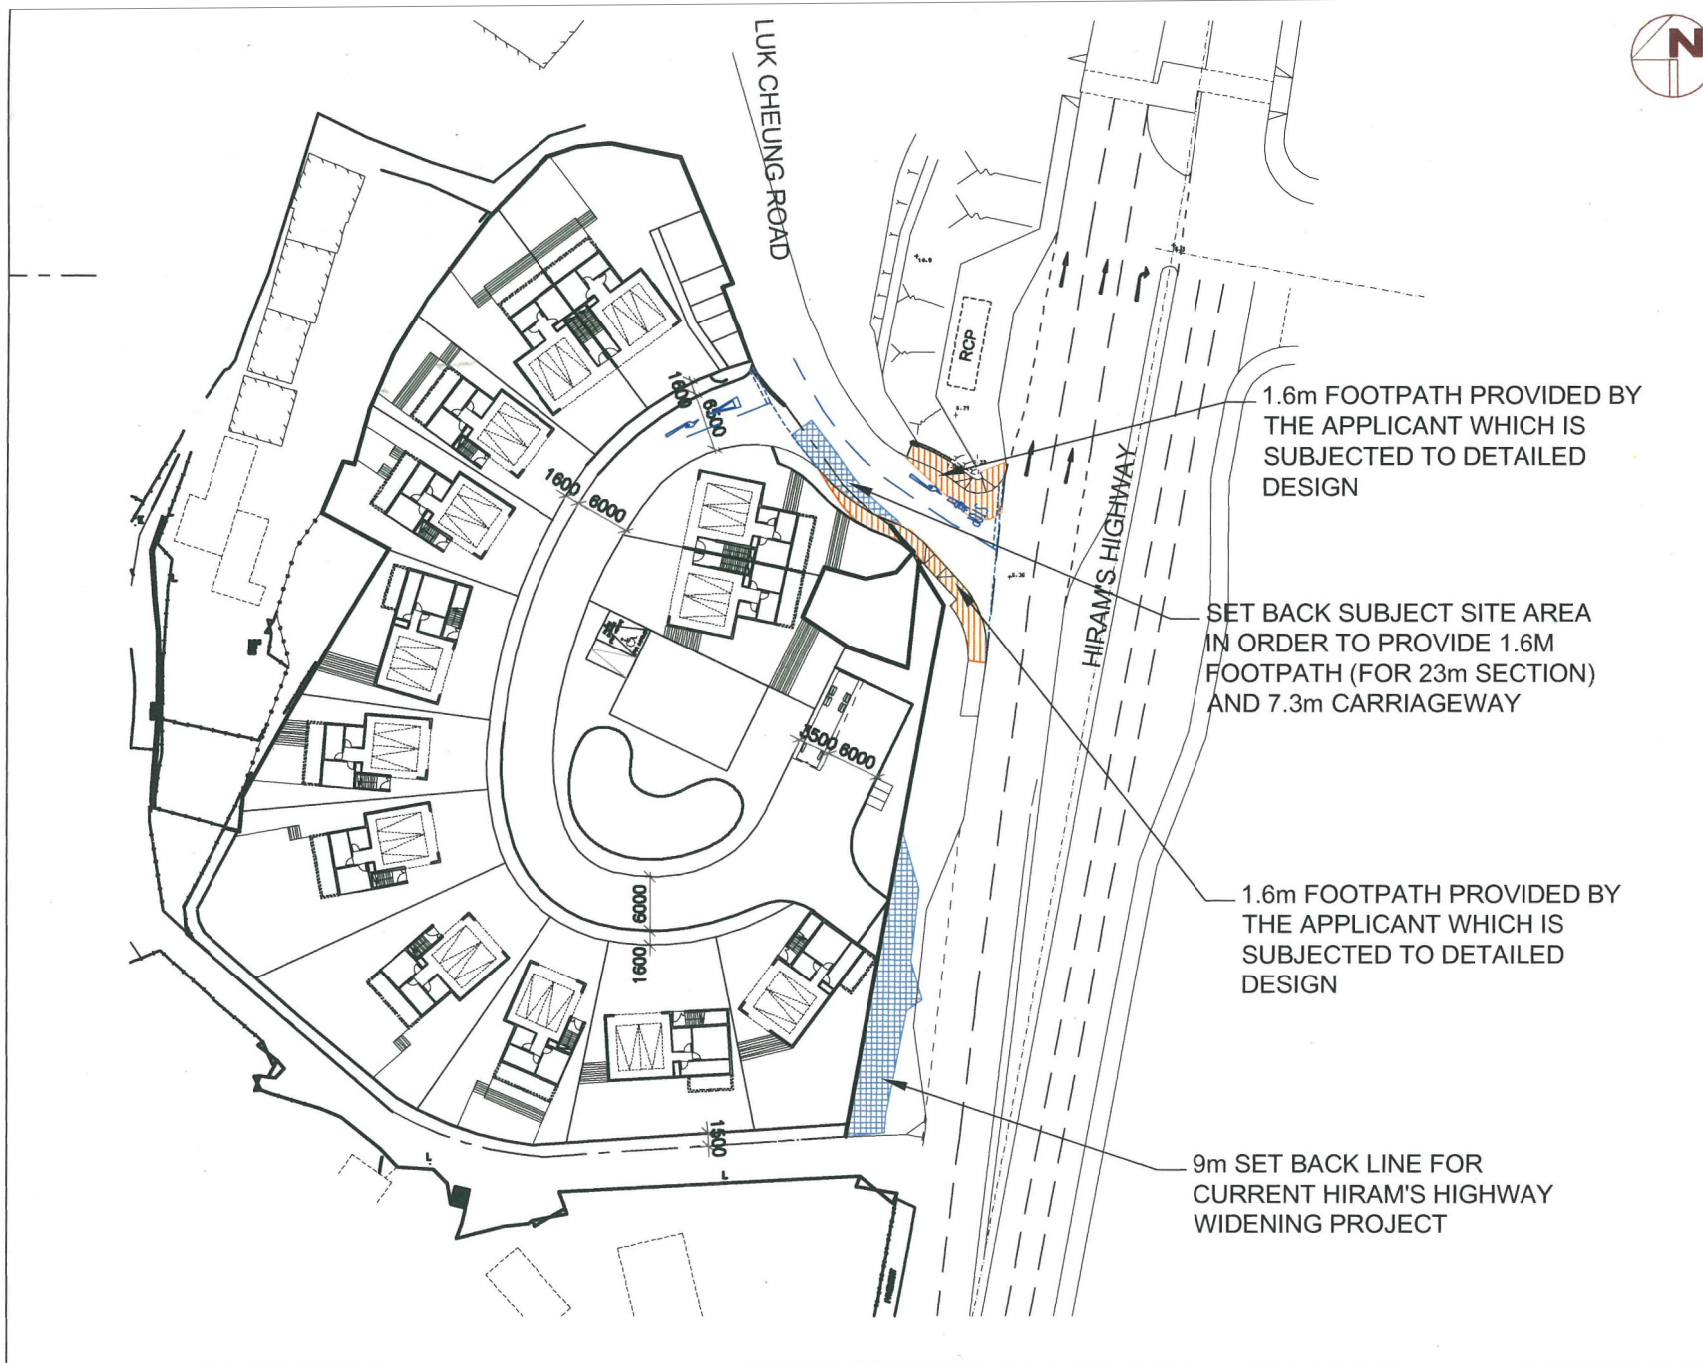 N
LUK CHEUNG ROAD
RCP
1.6m FOOTPATH PROVIDED BY
THE APPLICANT WHICH IS
SUBJECTED TO DETAILED
DESIGN
1600
6500
1600
6000
HIRAM'S HIGHWAY
SET BACK SUBJECT SITE AREA
IN ORDER TO PROVIDE 1.6M
FOOTPATH (FOR 23m SECTION)
AND 7.3m CARRIAGEWAY
3500
6000
6000
1600
1.6m FOOTPATH PROVIDED BY
THE APPLICANT WHICH IS
SUBJECTED TO DETAILED
DESIGN
1500
9m SET BACK LINE FOR
CURRENT HIRAM'S HIGHWAY
WIDENING PROJECT